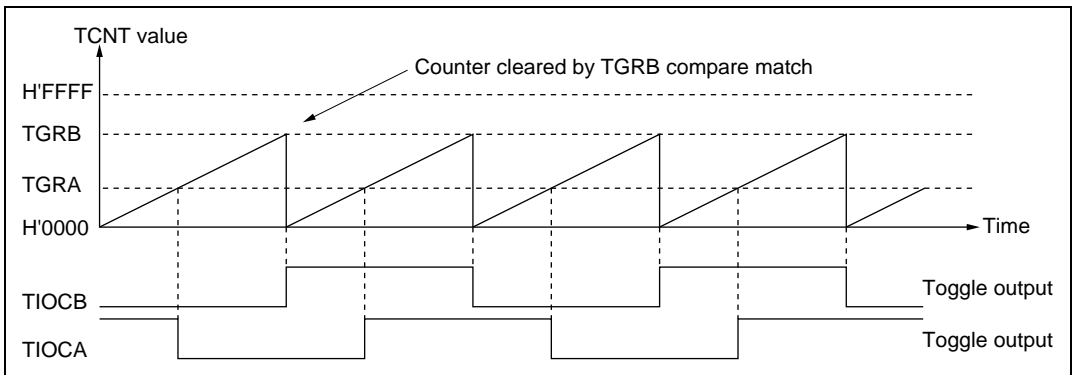 TCNT value
Counter cleared by TGRB compare match
H'FFFF
TGRB
TGRA
H'0000
Time
TIOCB
Toggle output
TIOCA
Toggle output